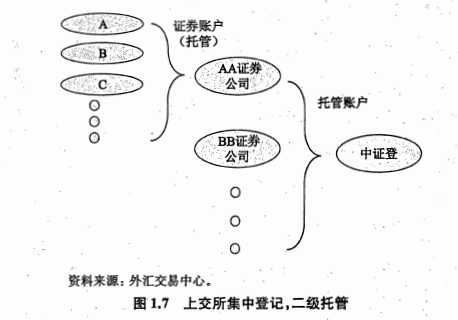 A
B
C
证券账户
（托管）
AA证券
公司
BB证券
公司
托管账户
中证登
资料来源：外汇交易中心。
图 1.7 上交所集中登记，二级托管